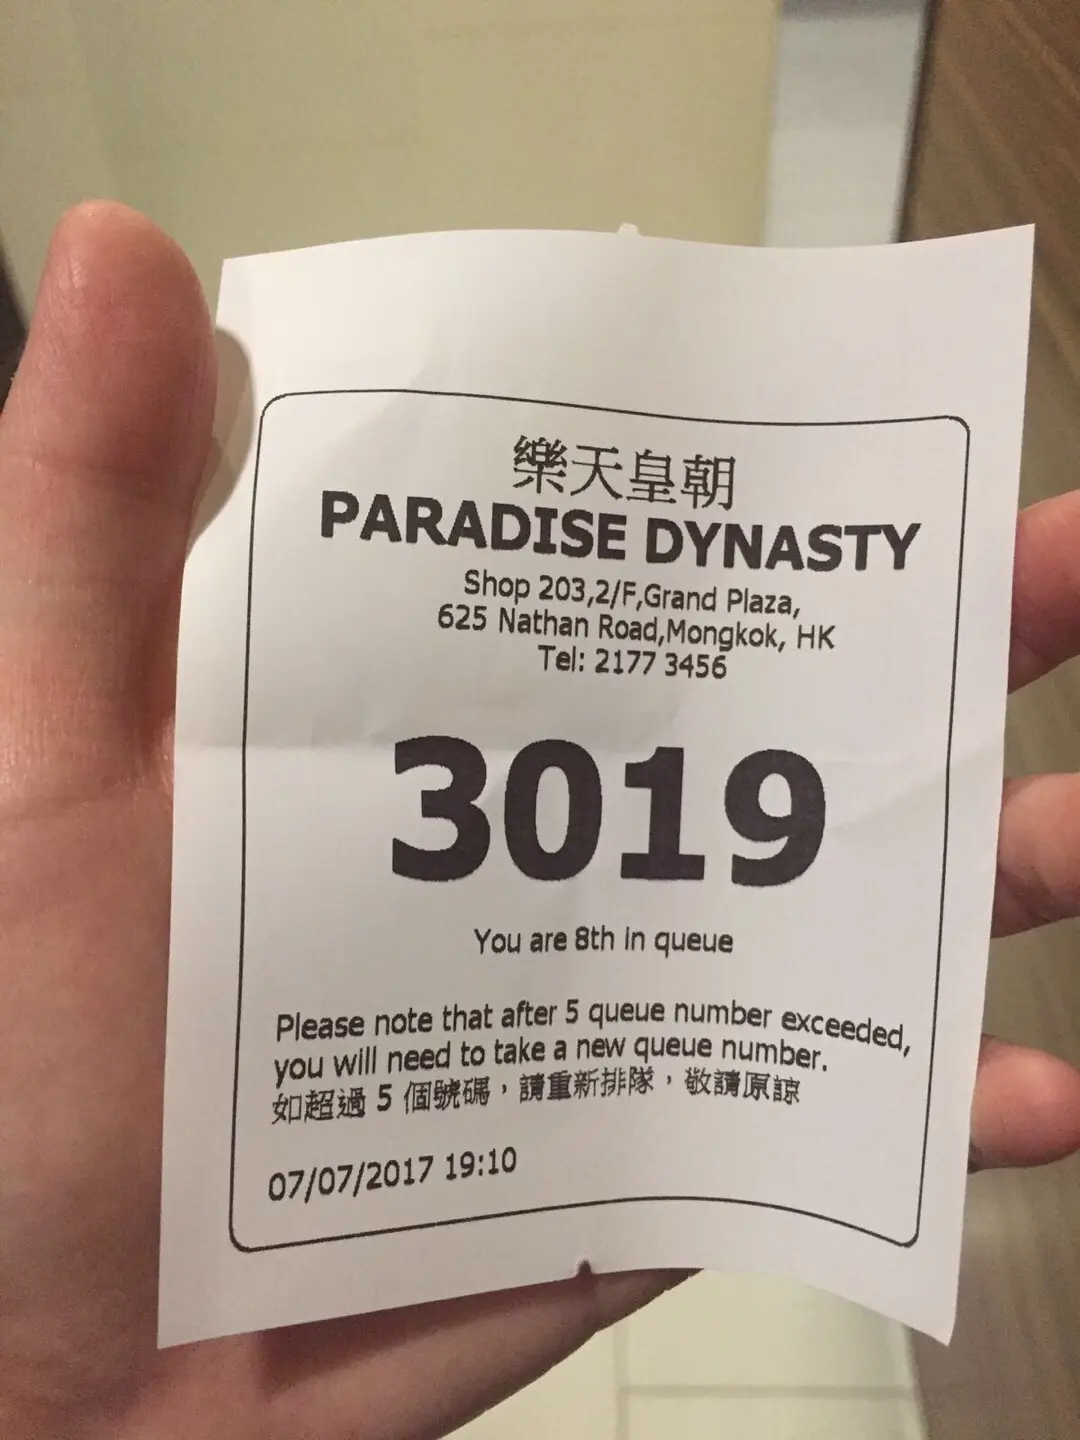 樂天皇朝
PARADISE DYNASTY
Shop 203,2/F,Grand Plaza,
625 Nathan Road,Mongkok, HK
Tel: 2177 3456
3019
You are 8th in queue
Please note that after 5 queue number exceeded,
you will need to take a new queue number.
如超過 5 個號碼，請重新排隊，敬請原諒
07/07/2017 19:10